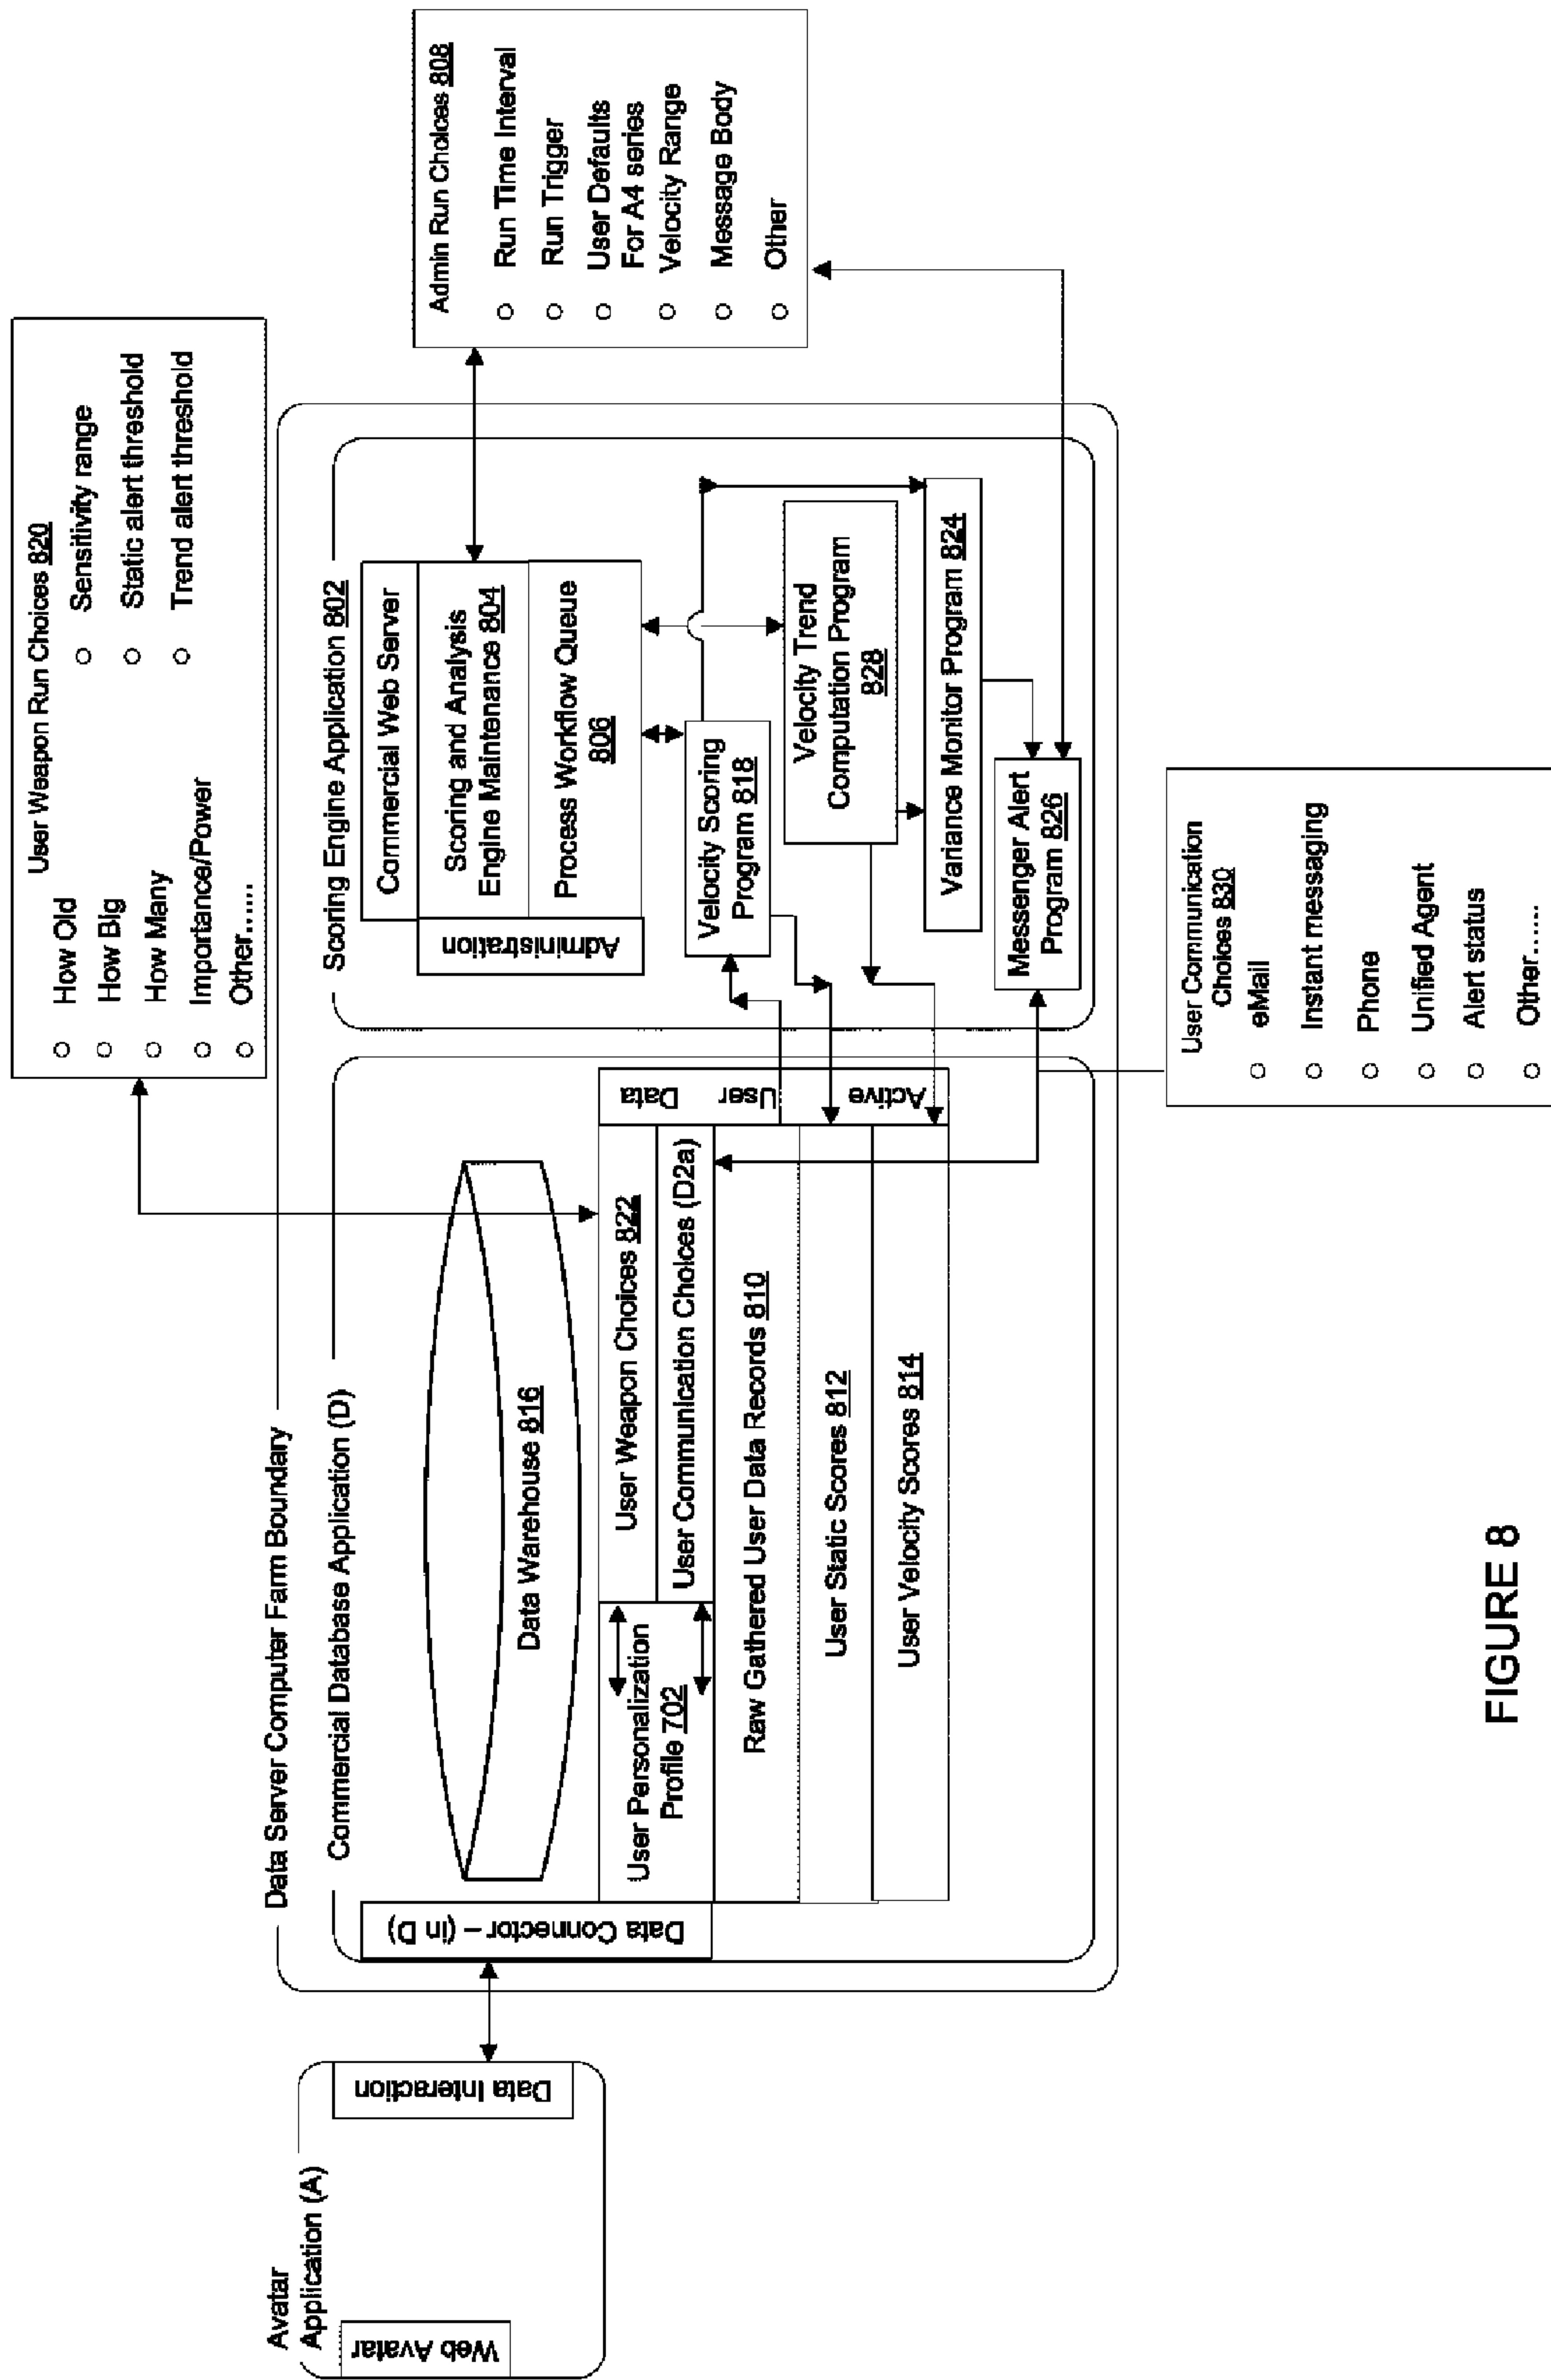 User Weapon Run Choices 820
○ How Old
○ How Big
○ How Many
○ Importance/Power
○ Other......
○ Sensitivity range
○ Static alert threshold
○ Trend alert threshold
Avatar
Application (A)
Web Avatar
Data Interaction
Data Server Computer Farm Boundary
Commercial Database Application (D)
Data Connector – (in D)
Data Warehouse 816
User Personalization
Profile 702
User Weapon Choices 822
User Communication Choices (D2a)
Raw Gathered User Data Records 810
User Static Scores 812
User Velocity Scores 814
Active User Data
Scoring Engine Application 802
Administration
Commercial Web Server
Scoring and Analysis
Engine Maintenance 804
Process Workflow Queue
806
Velocity Scoring
Program 818
Velocity Trend
Computation Program
828
Variance Monitor Program 824
Messenger Alert
Program 826
Admin Run Choices 808
○ Run Time Interval
○ Run Trigger
○ User Defaults
For A4 series
○ Velocity Range
○ Message Body
○ Other
User Communication
Choices 830
○ eMail
○ Instant messaging
○ Phone
○ Unified Agent
○ Alert status
○ Other......
FIGURE 8